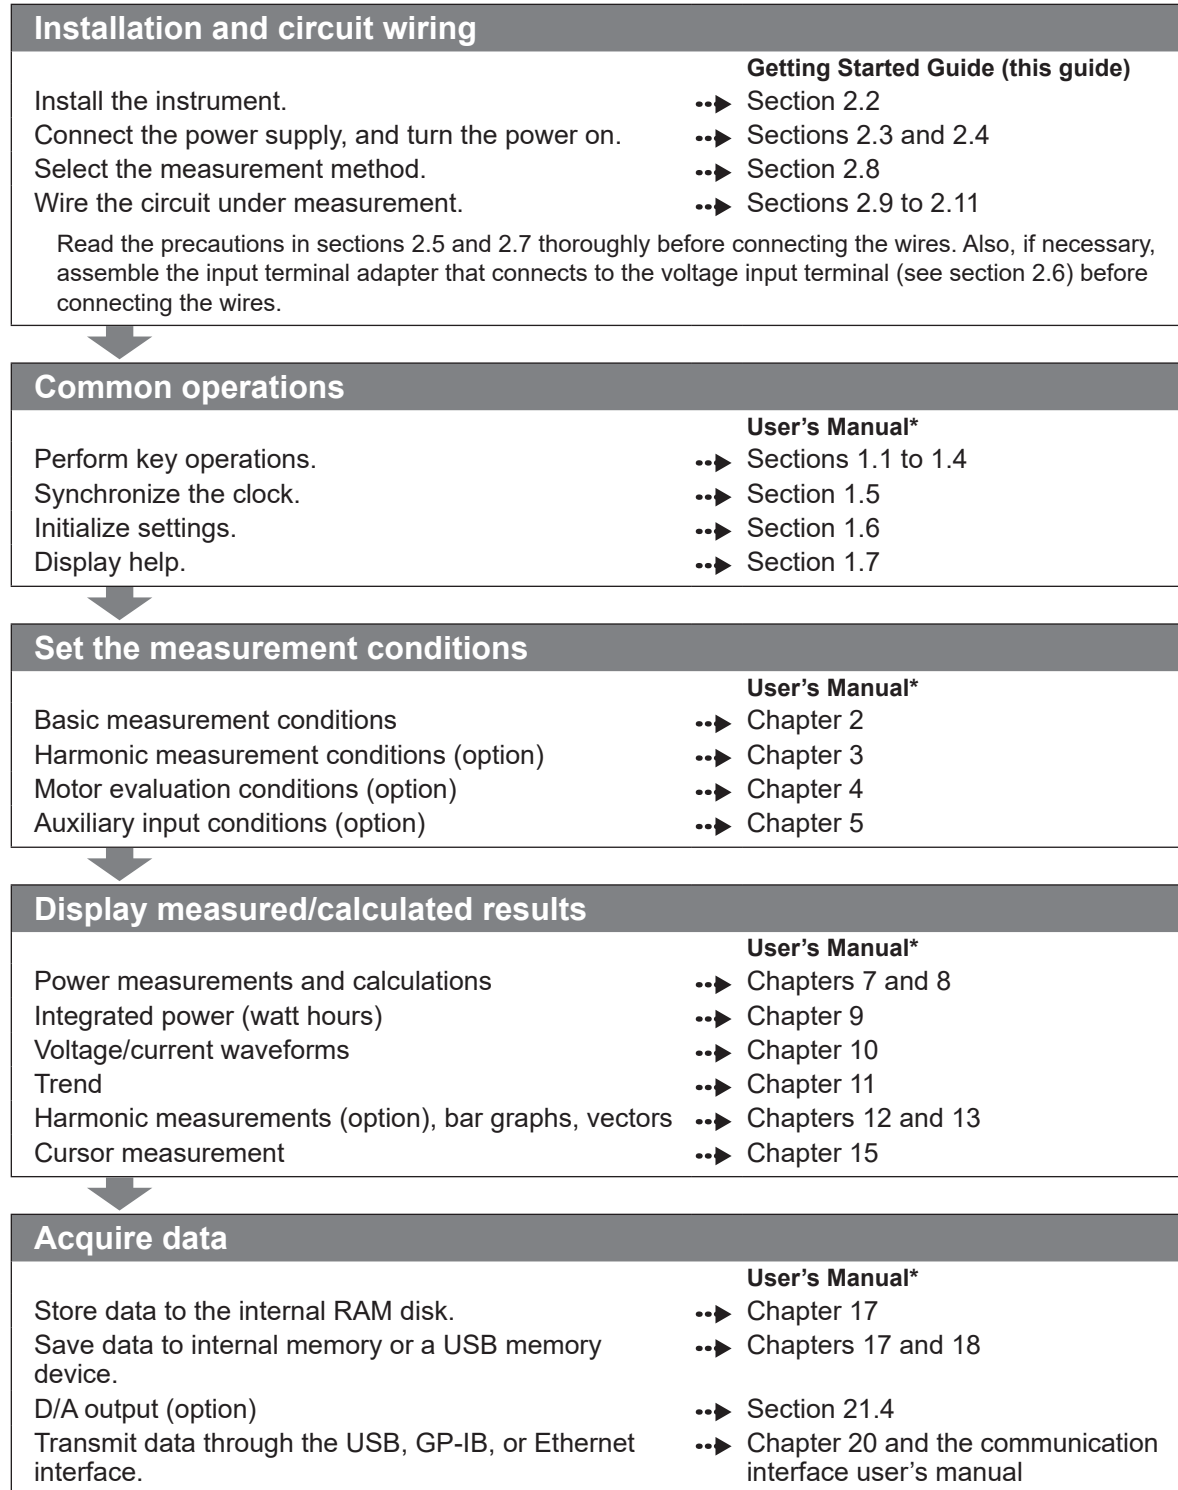 Installation and circuit wiring
Getting Started Guide (this guide)
Install the instrument. Section 2.2
Connect the power supply, and turn the power on. Sections 2.3 and 2.4
Select the measurement method. Section 2.8
Wire the circuit under measurement. Sections 2.9 to 2.11
Read the precautions in sections 2.5 and 2.7 thoroughly before connecting the wires. Also, if necessary,
assemble the input terminal adapter that connects to the voltage input terminal (see section 2.6) before
connecting the wires.
Common operations
User's Manual*
Perform key operations. Sections 1.1 to 1.4
Synchronize the clock. Section 1.5
Initialize settings. Section 1.6
Display help. Section 1.7
Set the measurement conditions
User's Manual*
Basic measurement conditions Chapter 2
Harmonic measurement conditions (option) Chapter 3
Motor evaluation conditions (option) Chapter 4
Auxiliary input conditions (option) Chapter 5
Display measured/calculated results
User's Manual*
Power measurements and calculations Chapters 7 and 8
Integrated power (watt hours) Chapter 9
Voltage/current waveforms Chapter 10
Trend Chapter 11
Harmonic measurements (option), bar graphs, vectors Chapters 12 and 13
Cursor measurement Chapter 15
Acquire data
User's Manual*
Store data to the internal RAM disk. Chapter 17
Save data to internal memory or a USB memory Chapters 17 and 18
device.
D/A output (option) Section 21.4
Transmit data through the USB, GP-IB, or Ethernet Chapter 20 and the communication
interface. interface user's manual